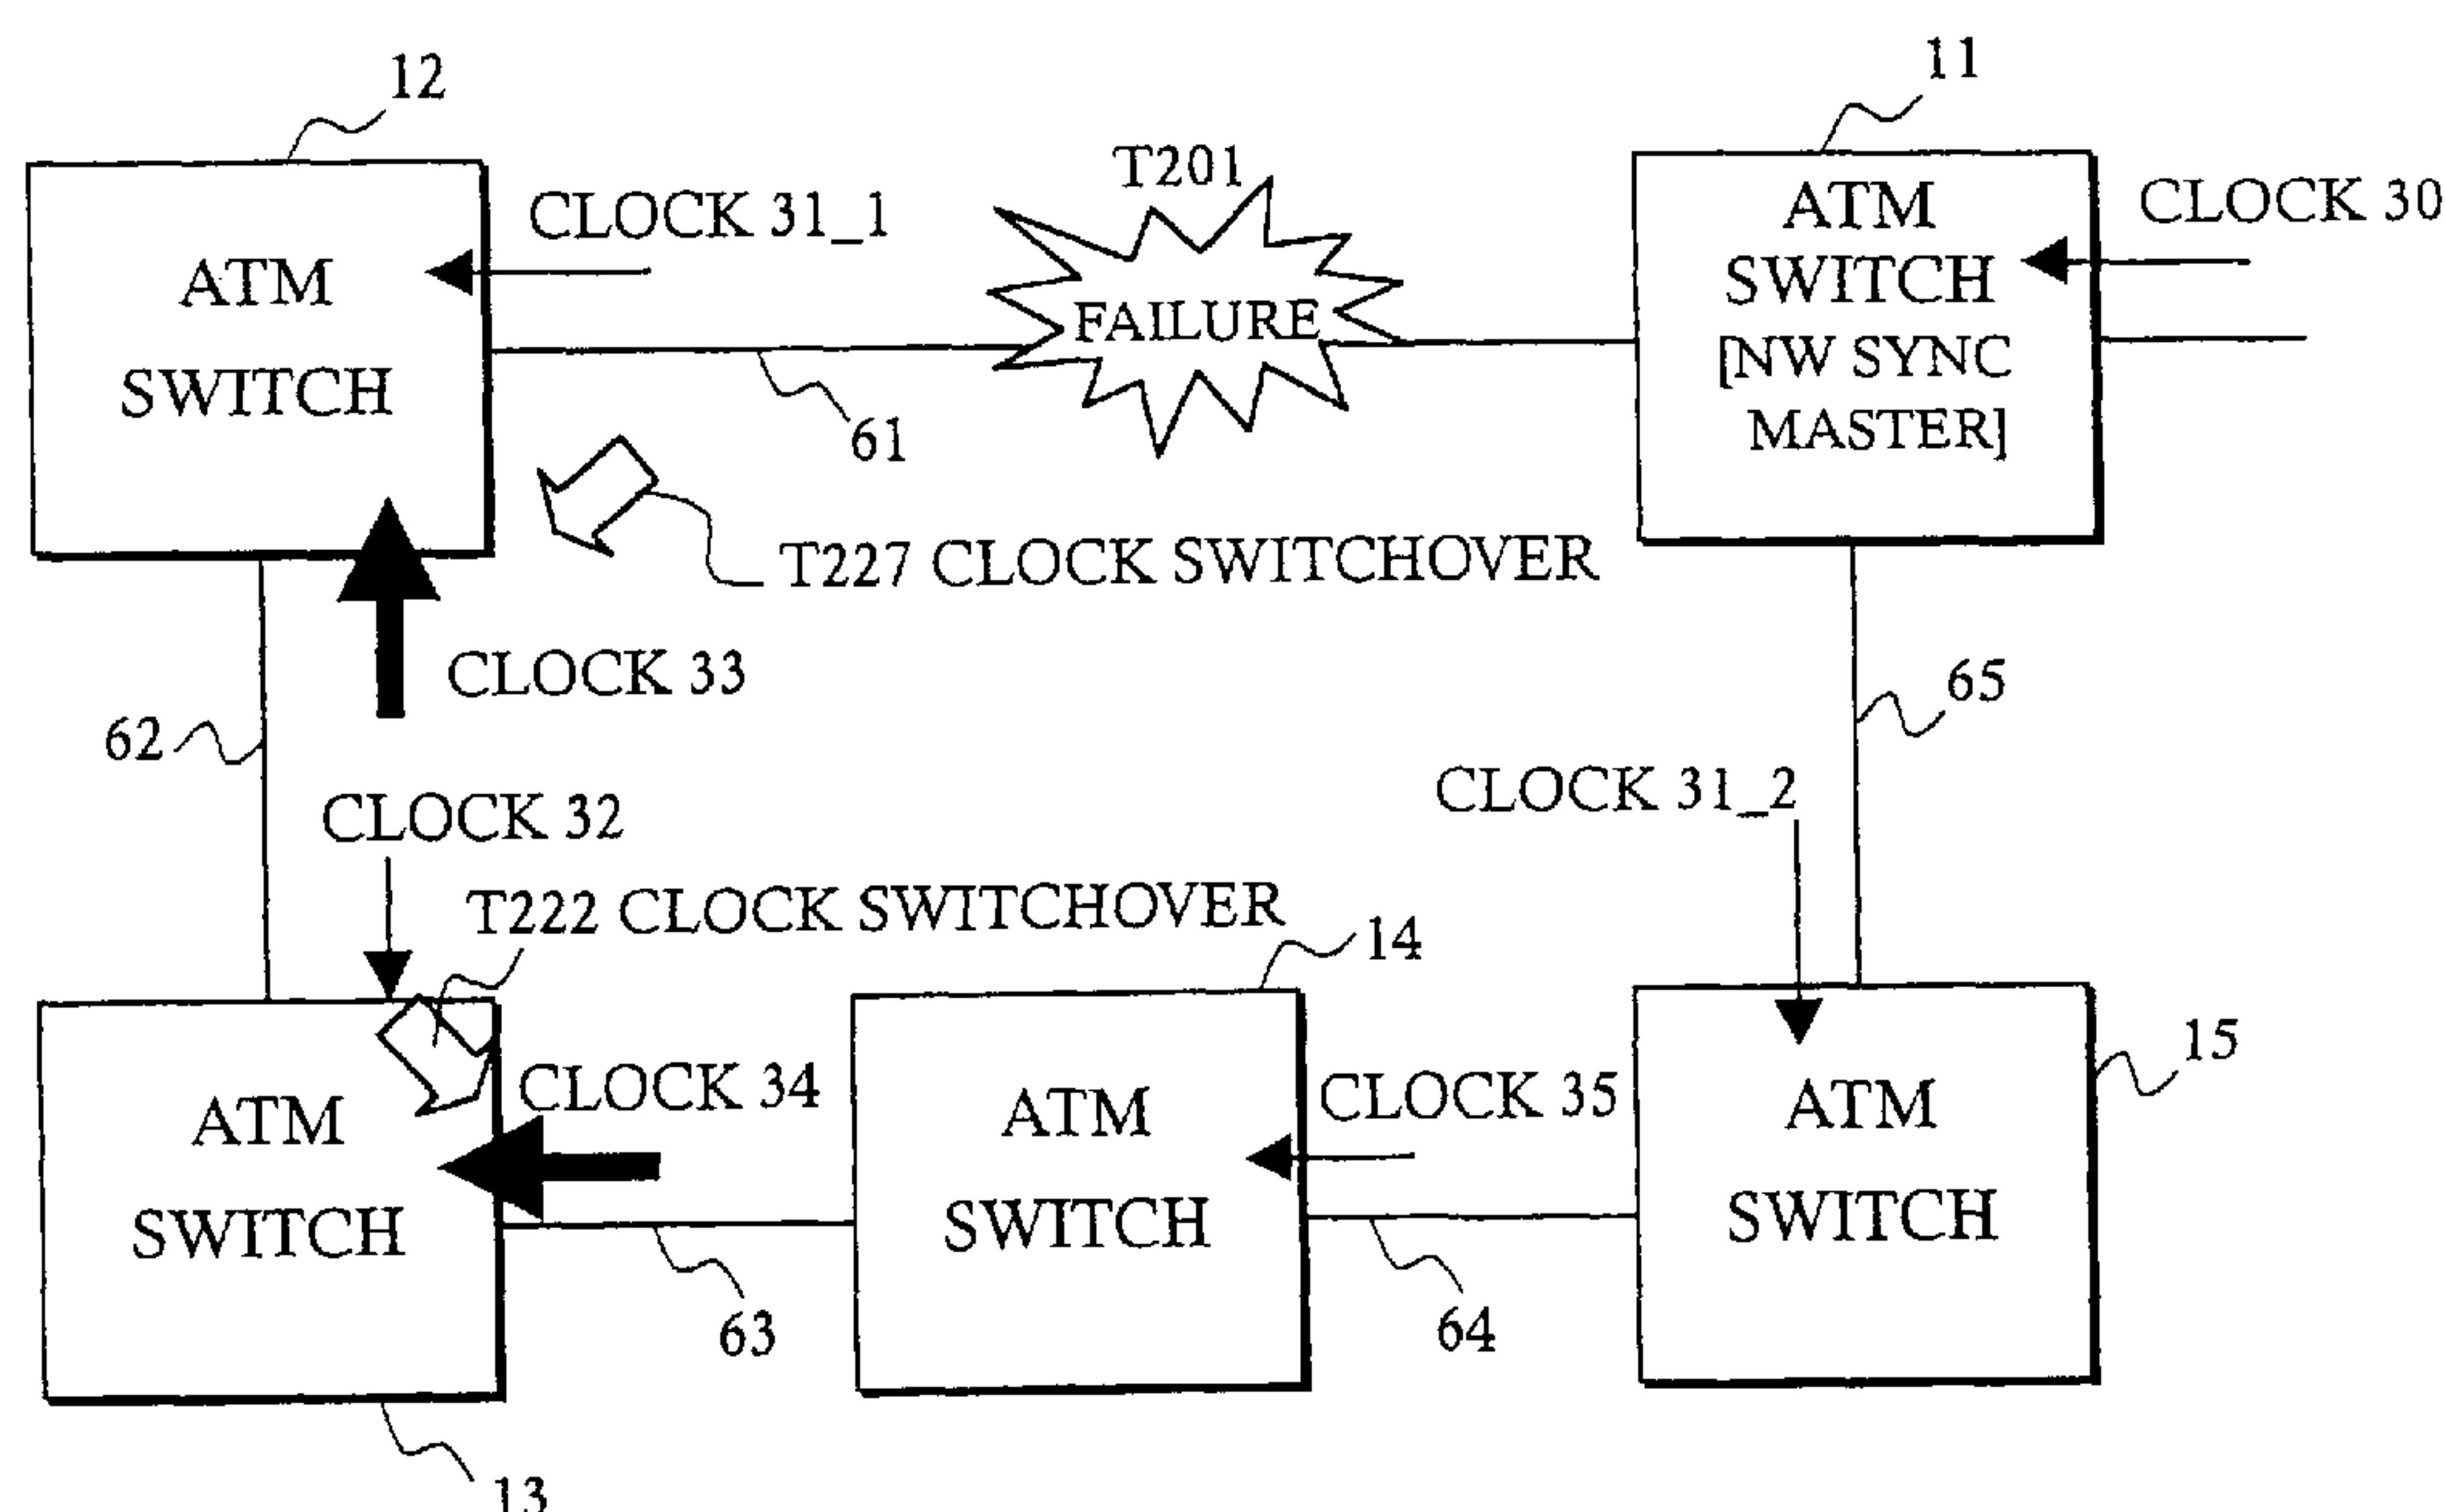 12
11
T201
CLOCK 31_1
FAILURE
ATM
SWITCH
ATM
SWITCH
[NW SYNC
MASTER]
CLOCK 30
61
T227 CLOCK SWITCHOVER
CLOCK 33
62
65
CLOCK 32
CLOCK 31_2
T222 CLOCK SWITCHOVER
14
15
CLOCK 34
CLOCK 35
ATM
SWITCH
ATM
SWITCH
ATM
SWITCH
63
64
13